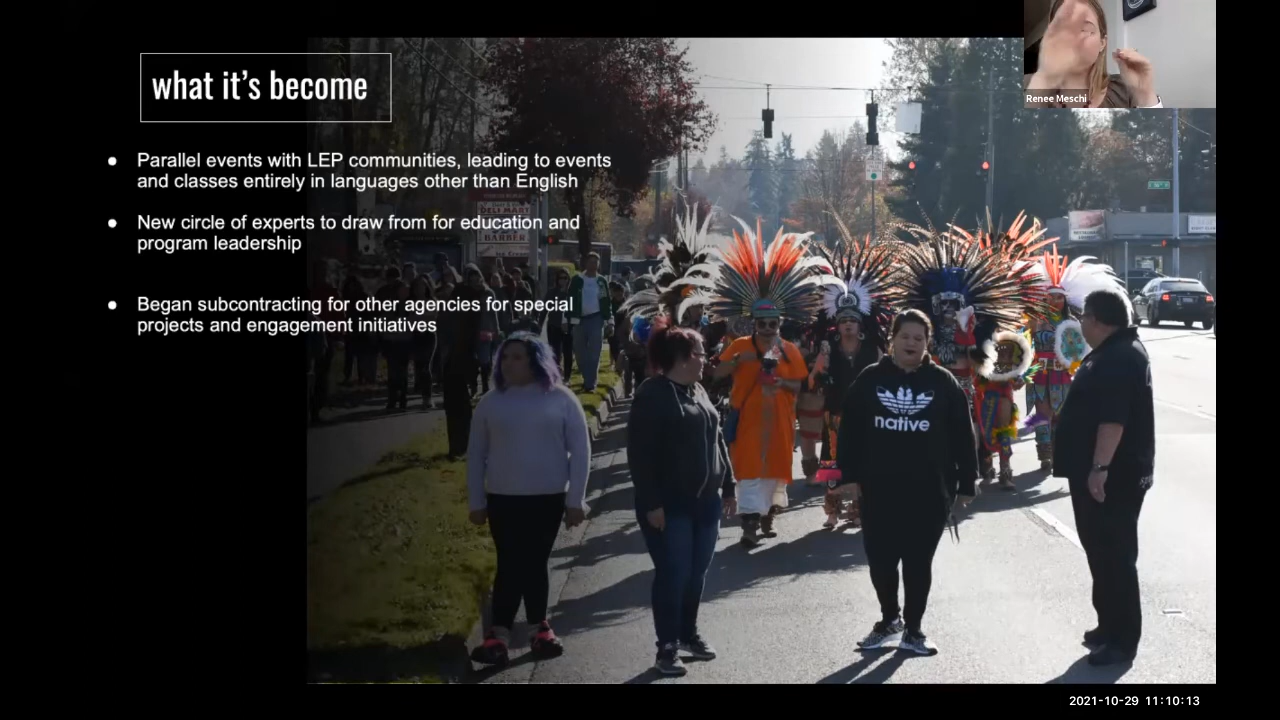 what it's become
Renee Meschi
● Parallel events with LEP communities, leading to events
and classes entirely in languages other than English
● New circle of experts to draw from for education and
program leadership
● Began subcontracting for other agencies for special
projects and engagement initiatives
BARBER
native
2021-10-29 11:10:13